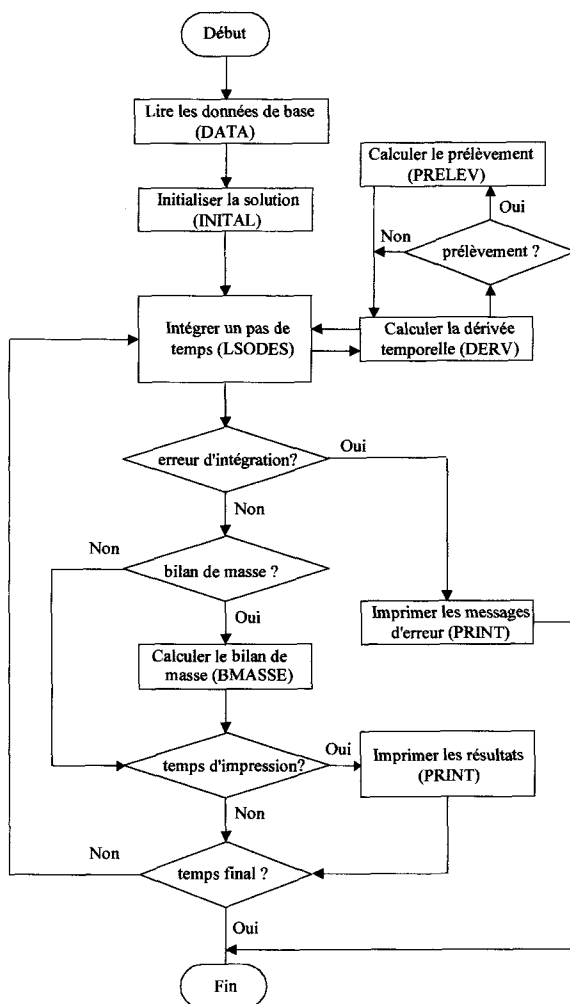 Début
Lire les données de base
(DATA)
Initialiser la solution
(INITAL)
Calculer le prélèvement
(PRELEV)
Oui
Non
prélèvement ?
Intégrer un pas de
temps (LSODES)
Calculer la dérivée
temporelle (DERV)
erreur d'intégration?
Oui
Non
Non
bilan de masse ?
Oui
Imprimer les messages
d'erreur (PRINT)
Calculer le bilan de
masse (BMASSE)
temps d'impression?
Oui
Imprimer les résultats
(PRINT)
Non
Non
temps final ?
Oui
Fin